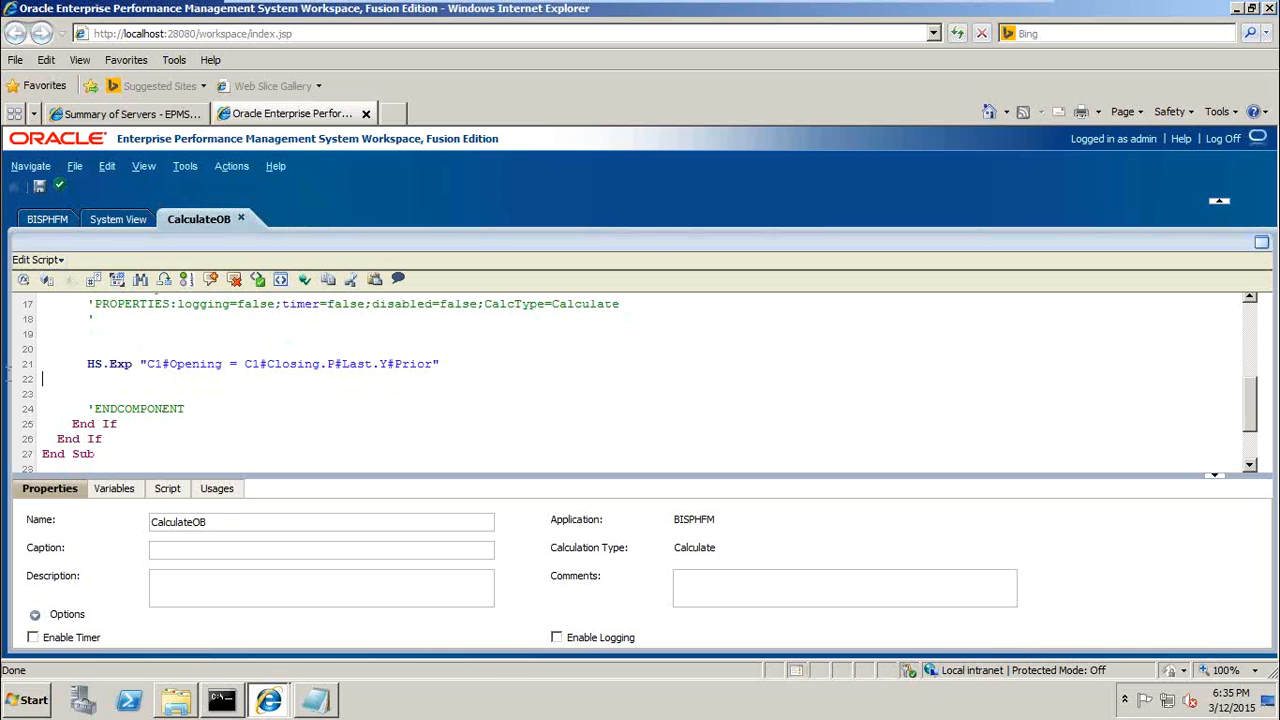 Oracle Enterprise Performance Management System Workspace, Fusion Edition - Windows Internet Explorer
http://localhost:28080/workspace/index.jsp
Bing
File Edit View Favorites Tools Help
Favorites Suggested Sites Web Slice Gallery
Summary of Servers - EPMS... Oracle Enterprise Perfor... Page Safety Tools
ORACLE Enterprise Performance Management System Workspace, Fusion Edition Logged in as admin Help Log Off
Navigate File Edit View Tools Actions Help
BISPHFM System View CalculateOB
Edit Script
17 'PROPERTIES:logging=false;timer=false;disabled=false;CalcType=Calculate
18 '
19
20
21 HS.Exp "C1#Opening = C1#Closing.P#Last.Y#Prior"
22
23
24 'ENDCOMPONENT
25 End If
26 End If
27 End Sub
28
Properties Variables Script Usages
Name: CalculateOB Application: BISPHFM
Caption: Calculation Type: Calculate
Description: Comments:
Options
Enable Timer Enable Logging
Done Local intranet | Protected Mode: Off 100%
Start 6:35 PM
3/12/2015